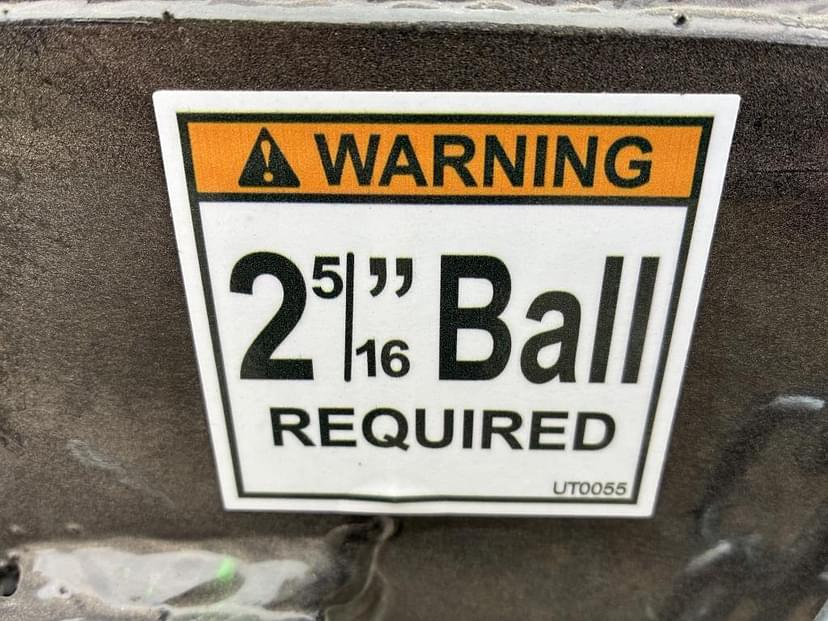 WARNING
2 5/16" Ball
REQUIRED
UT0055